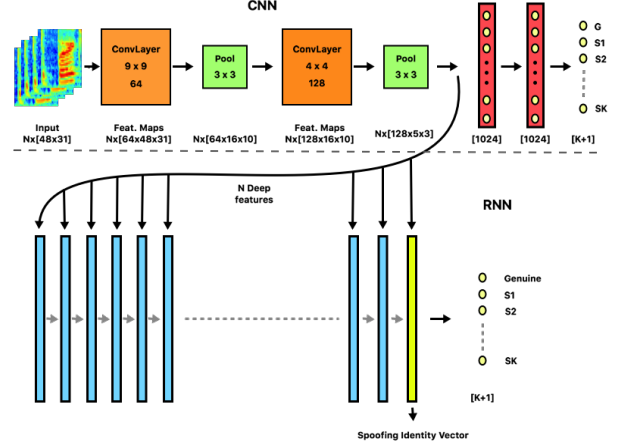 CNN
ConvLayer
9 x 9
64
Pool
3 x 3
ConvLayer
4 x 4
128
Pool
3 x 3
G
S1
S2
SK
Input
Nx[48x31]
Feat. Maps
Nx[64x48x31]
Nx[64x16x10]
Feat. Maps
Nx[128x16x10]
Nx[128x5x3]
[1024]
[1024]
[K+1]
N Deep
features
RNN
Genuine
S1
S2
SK
[K+1]
Spoofing Identity Vector